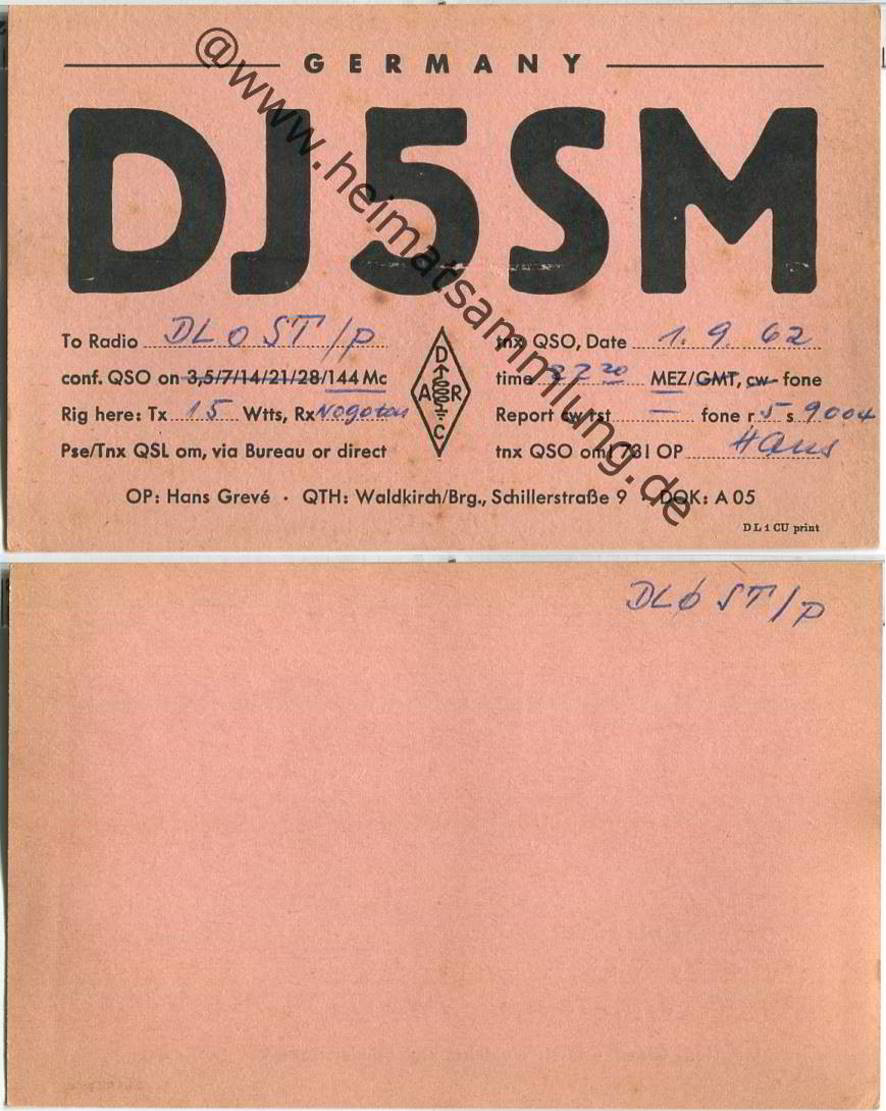 GERMANY
DJ5SM
To Radio DL0ST/p tnx QSO, Date 1. 9. 62
conf. QSO on 3,5/7/14/21/28/144 Mc time 20 MEZ/GMT, cw- fone
Rig here: Tx 15 Wtts, Rx Nogoton Report cw rst — fone r 5 s 9004
Pse/Tnx QSL om, via Bureau or direct tnx QSO om! 73! OP Hans
DARC
OP: Hans Grevé · QTH: Waldkirch/Brg., Schillerstraße 9 · DOK: A 05
DL1CU print
@www.heimatsammlung.de
DL0ST/p